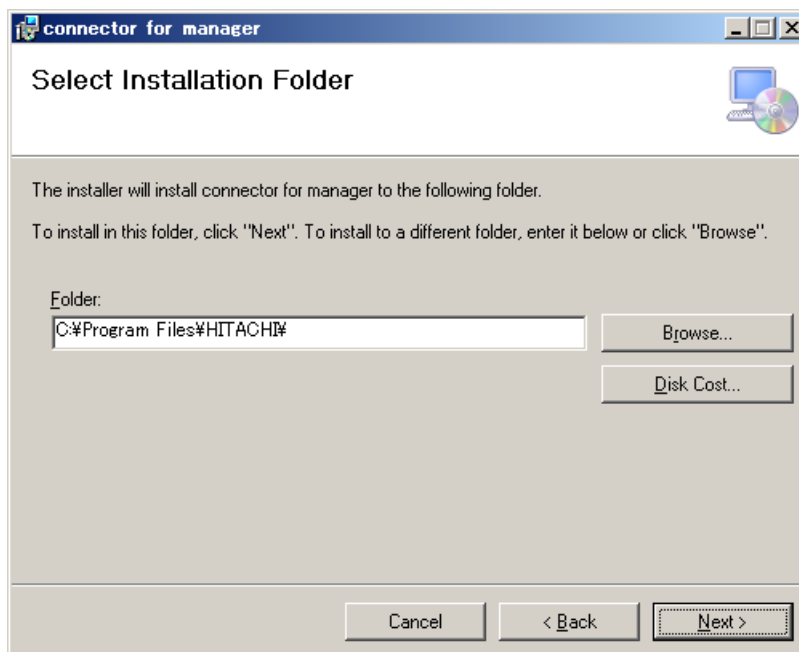 connector for manager
Select Installation Folder
The installer will install connector for manager to the following folder.
To install in this folder, click "Next". To install to a different folder, enter it below or click "Browse".
Folder:
C:¥Program Files¥HITACHI¥
Browse...
Disk Cost...
Cancel
< Back
Next >